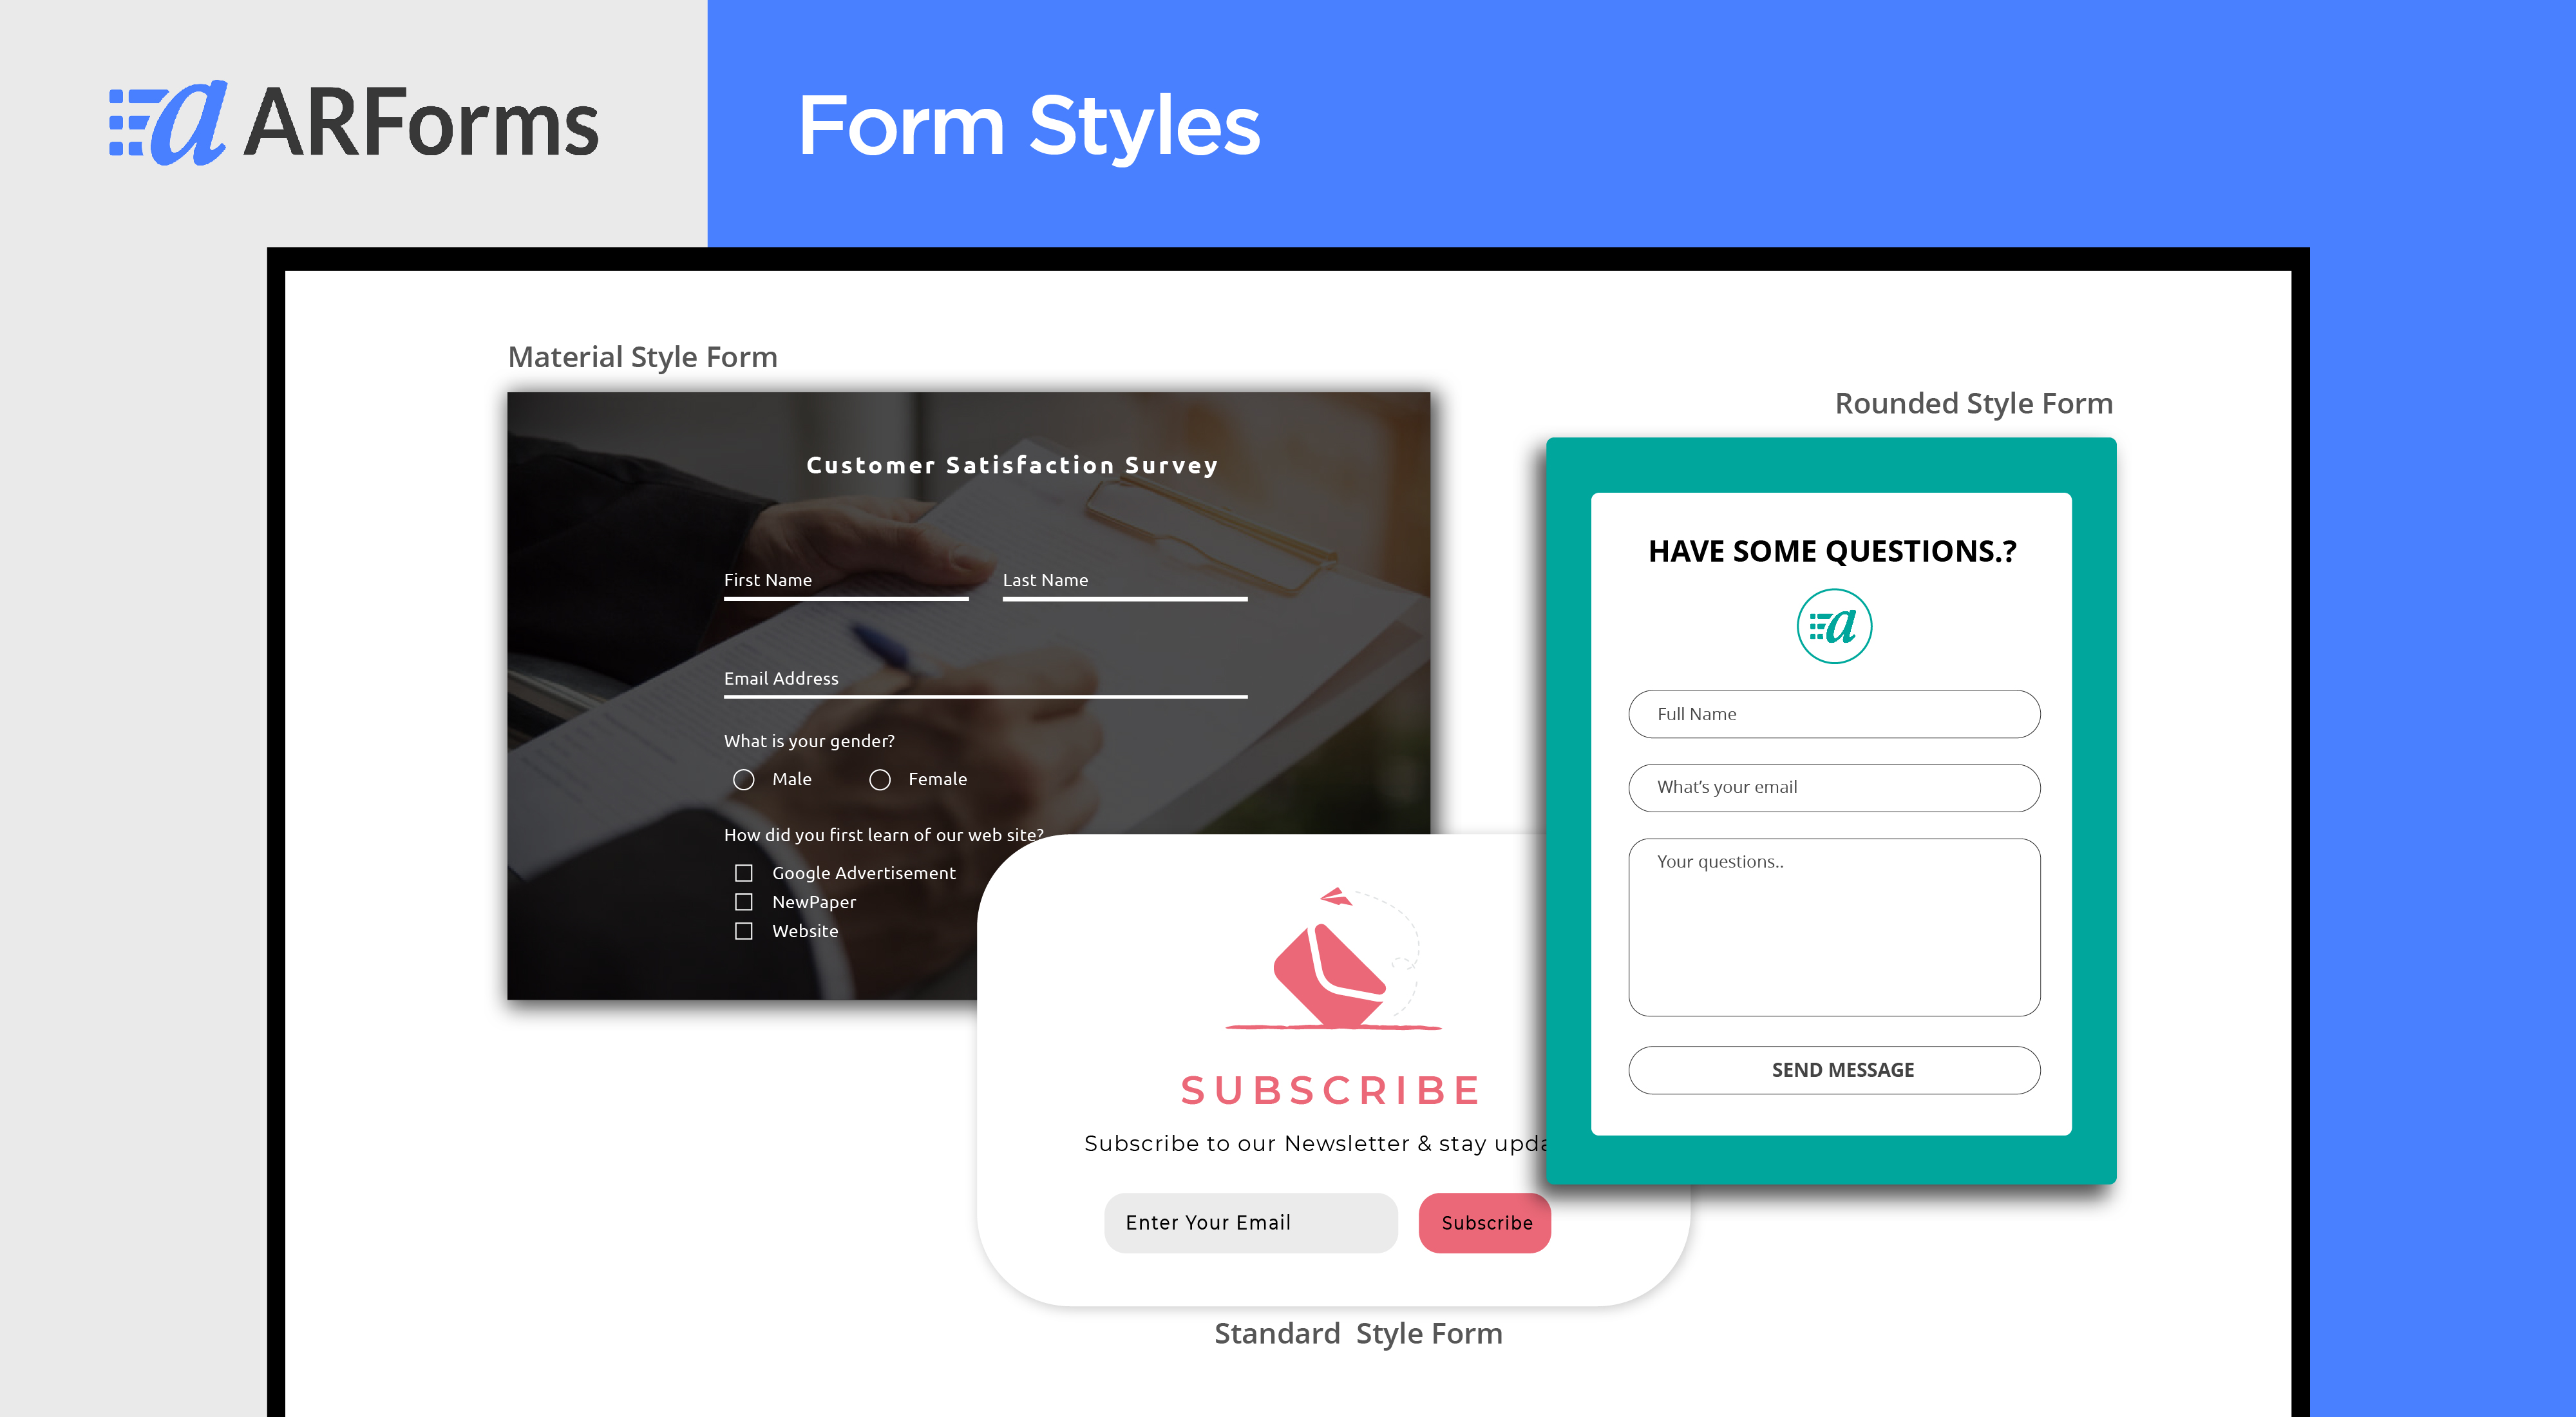 ARForms
Form Styles
Material Style Form
Customer Satisfaction Survey
First Name
Last Name
Email Address
What is your gender?
Male
Female
How did you first learn of our web site?
Google Advertisement
NewPaper
Website
Rounded Style Form
HAVE SOME QUESTIONS.?
Full Name
What's your email
Your questions..
SEND MESSAGE
SUBSCRIBE
Subscribe to our Newsletter & stay
Enter Your Email
Subscribe
Standard Style Form